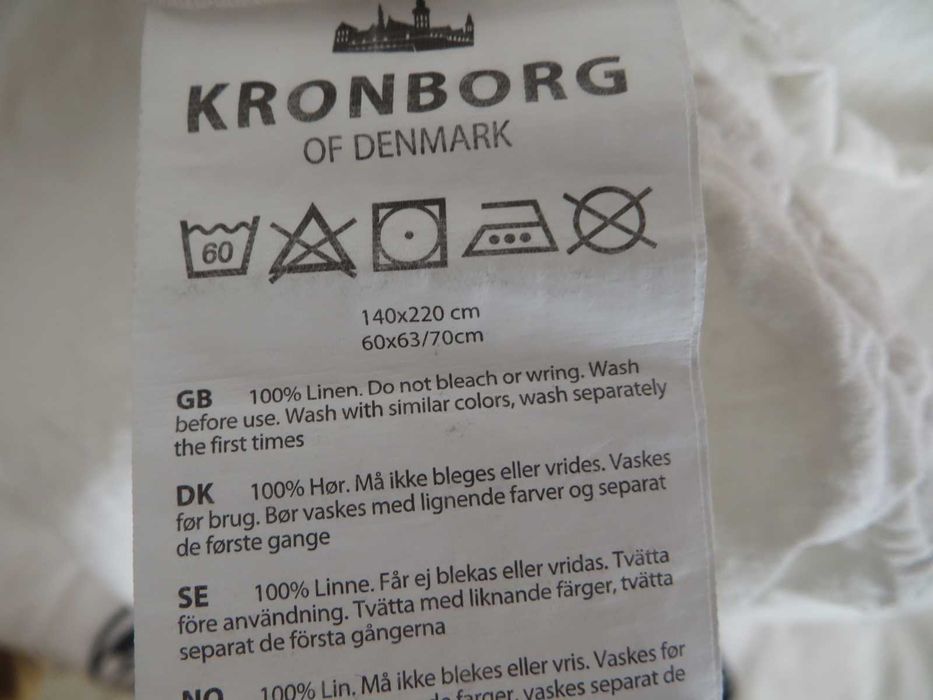 KRONBORG
OF DENMARK
60
140x220 cm
60x63/70cm
GB 100% Linen. Do not bleach or wring. Wash
before use. Wash with similar colors, wash separately
the first times
DK 100% Hør. Må ikke bleges eller vrides. Vaskes
før brug. Bør vaskes med lignende farver og separat
de første gange
SE 100% Linne. Får ej blekas eller vridas. Tvätta
före användning. Tvätta med liknande färger, tvätta
separat de första gångerna
NO 100% Lin. Må ikke blekes eller vris. Vaskes før
farger, vaskes separat de